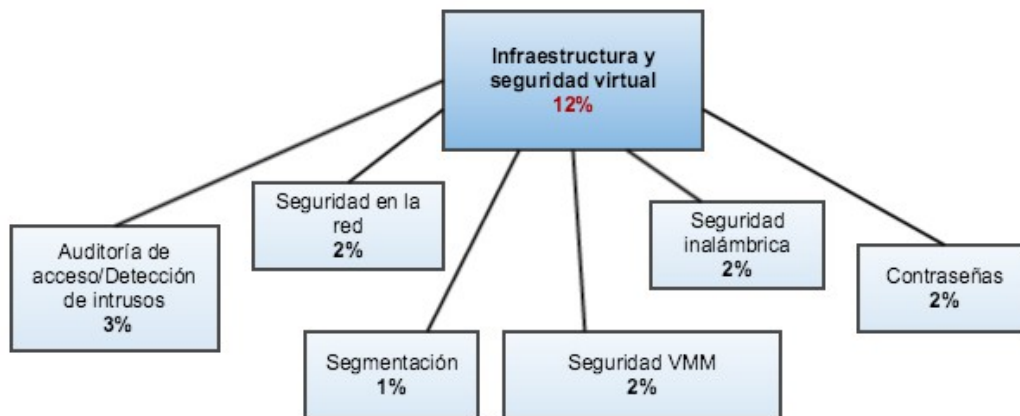 Infraestructura y
seguridad virtual
12%
Seguridad en la
red
2%
Seguridad
inalámbrica
2%
Auditoría de
acceso/Detección
de intrusos
3%
Contraseñas
2%
Segmentación
1%
Seguridad VMM
2%